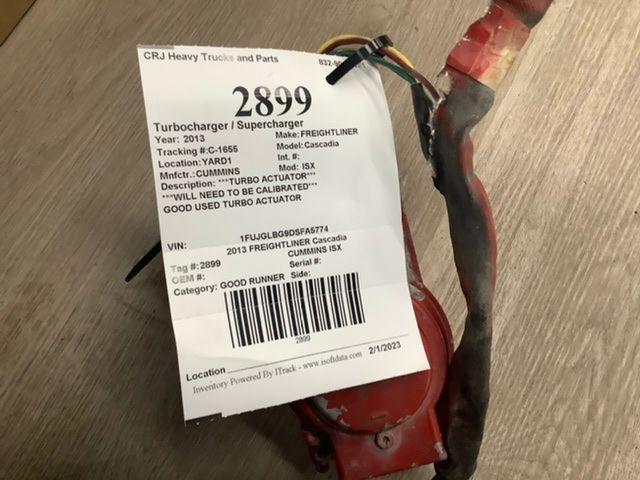 CRJ Heavy Trucks and Parts
2899
Turbocharger / Supercharger
Year: 2013 Make: FREIGHTLINER
Tracking #:C-1655 Model: Cascadia
Location: YARD1 Int. #:
Mnfctr.: CUMMINS Mod: ISX
Description: ***TURBO ACTUATOR***
***WILL NEED TO BE CALIBRATED***
GOOD USED TURBO ACTUATOR
VIN: 1FUJGLBG9DSFA5774
2013 FREIGHTLINER Cascadia
Tag #: 2899 CUMMINS ISX
OEM #: Serial #:
Category: GOOD RUNNER Side:
2899
Location
Inventory Powered By ITrack - www.isoftdata.com 2/1/2023